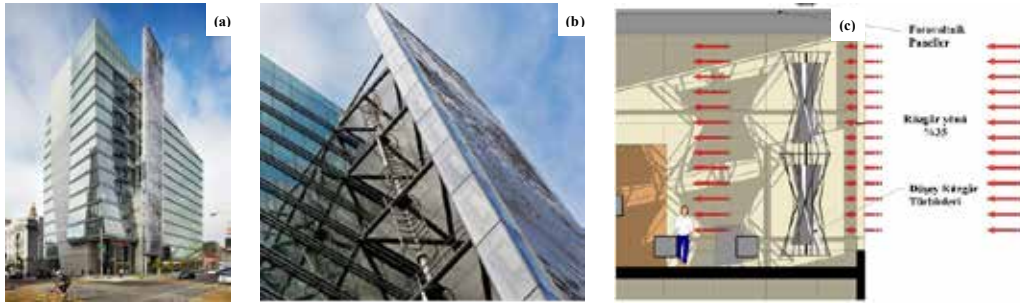 (a)
(b)
(c)
Fotovoltaik
Paneller
Rüzgâr yönü
%35
Düşey Rüzgâr
Türbinleri